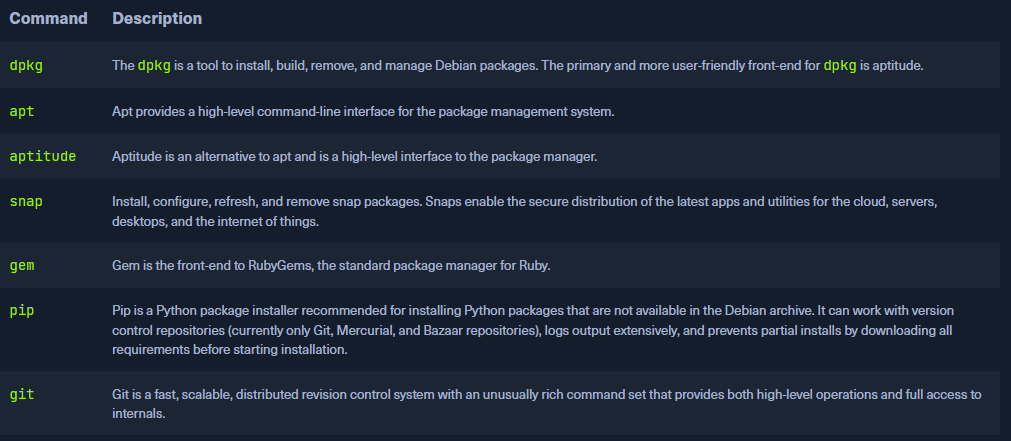 Command Description
dpkg The dpkg is a tool to install, build, remove, and manage Debian packages. The primary and more user-friendly front-end for dpkg is aptitude.
apt Apt provides a high-level command-line interface for the package management system.
aptitude Aptitude is an alternative to apt and is a high-level interface to the package manager.
snap Install, configure, refresh, and remove snap packages. Snaps enable the secure distribution of the latest apps and utilities for the cloud, servers,
desktops, and the internet of things.
gem Gem is the front-end to RubyGems, the standard package manager for Ruby.
pip Pip is a Python package installer recommended for installing Python packages that are not available in the Debian archive. It can work with version
control repositories (currently only Git, Mercurial, and Bazaar repositories), logs output extensively, and prevents partial installs by downloading all
requirements before starting installation.
git Git is a fast, scalable, distributed revision control system with an unusually rich command set that provides both high-level operations and full access to
internals.